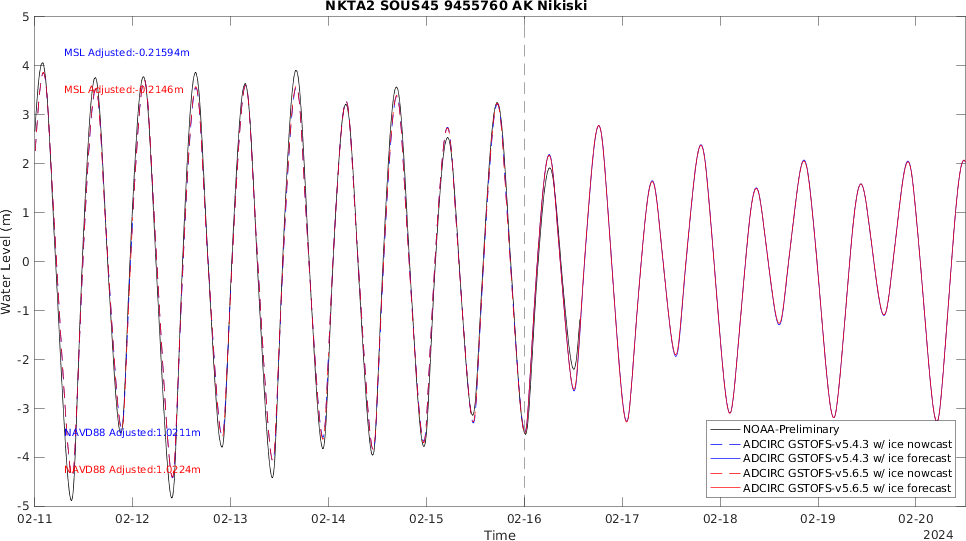 NKTA2 SOUS45 9455760 AK Nikiski
5
4
3
2
1
0
-1
-2
-3
-4
-5
Water Level (m)
MSL Adjusted:-0.21594m
MSL Adjusted:-0.2146m
NAVD88 Adjusted:1.0211m
NAVD88 Adjusted:1.0224m
NOAA-Preliminary
ADCIRC GSTOFS-v5.4.3 w/ ice nowcast
ADCIRC GSTOFS-v5.4.3 w/ ice forecast
ADCIRC GSTOFS-v5.6.5 w/ ice nowcast
ADCIRC GSTOFS-v5.6.5 w/ ice forecast
02-11 02-12 02-13 02-14 02-15 02-16 02-17 02-18 02-19 02-20
Time
2024